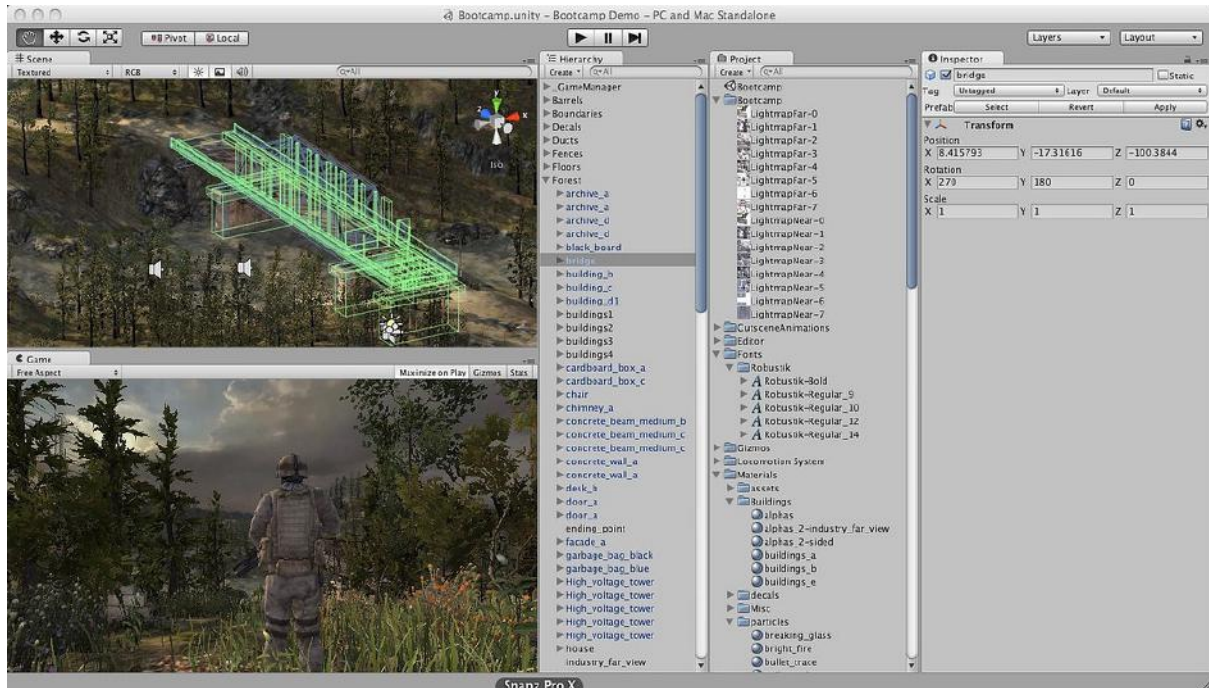 Bootcamp.unity - Bootcamp Demo - PC and Mac Standalone
Pivot Local
Layers Layout
Scene
Textured RGB All
z y x
Iso
Game
Free Aspect Maximize on Play Gizmos Stats
Hierarchy
Create All
_GameManager
Barrels
Boundaries
Decals
Ducts
Fences
Floors
Forest
archive_a
archive_a
archive_d
archive_d
black_board
bridge
building_b
building_c
building_d1
buildings1
buildings2
buildings3
buildings4
cardboard_box_a
cardboard_box_c
chair
chimney_a
concrete_beam_medium_b
concrete_beam_medium_c
concrete_beam_medium_c
concrete_wall_a
concrete_wall_a
desk_b
door_a
door_a
ending_point
facade_a
garbage_bag_black
garbage_bag_blue
High_voltage_tower
High_voltage_tower
High_voltage_tower
High_voltage_tower
house
industry_far_view
Project
Create All
Bootcamp
Bootcamp
LightmapFar-0
LightmapFar-1
LightmapFar-2
LightmapFar-3
LightmapFar-4
LightmapFar-5
LightmapFar-6
LightmapFar-7
LightmapNear-0
LightmapNear-1
LightmapNear-2
LightmapNear-3
LightmapNear-4
LightmapNear-5
LightmapNear-6
LightmapNear-7
CutsceneAnimations
Editor
Fonts
Robustik
Robustik-Bold
Robustik-Regular_9
Robustik-Regular_10
Robustik-Regular_12
Robustik-Regular_14
Gizmos
Locomotion System
Materials
assets
Buildings
alphas
alphas_2-industry_far_view
alphas_2-sided
buildings_a
buildings_b
buildings_e
decals
Misc
particles
breaking_glass
bright_fire
bullet_trace
Inspector
bridge Static
Tag Untagged Layer Default
Prefab Select Revert Apply
Transform
Position
X 8.415793 Y -17.31616 Z -100.3844
Rotation
X 270 Y 180 Z 0
Scale
X 1 Y 1 Z 1
Snapz Pro X